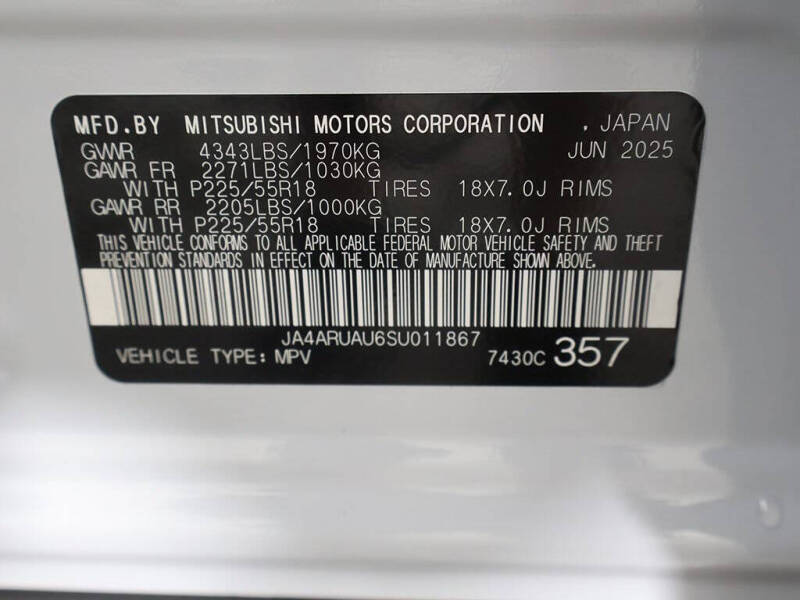 MFD.BY MITSUBISHI MOTORS CORPORATION . JAPAN
GVWR 4343LBS/1970KG JUN 2025
GAWR FR 2271LBS/1030KG
WITH P225/55R18 TIRES 18X7.0J RIMS
GAWR RR 2205LBS/1000KG
WITH P225/55R18 TIRES 18X7.0J RIMS
THIS VEHICLE CONFORMS TO ALL APPLICABLE FEDERAL MOTOR VEHICLE SAFETY AND THEFT
PREVENTION STANDARDS IN EFFECT ON THE DATE OF MANUFACTURE SHOWN ABOVE.
JA4ARUAU6SU011867
VEHICLE TYPE: MPV 7430C 357